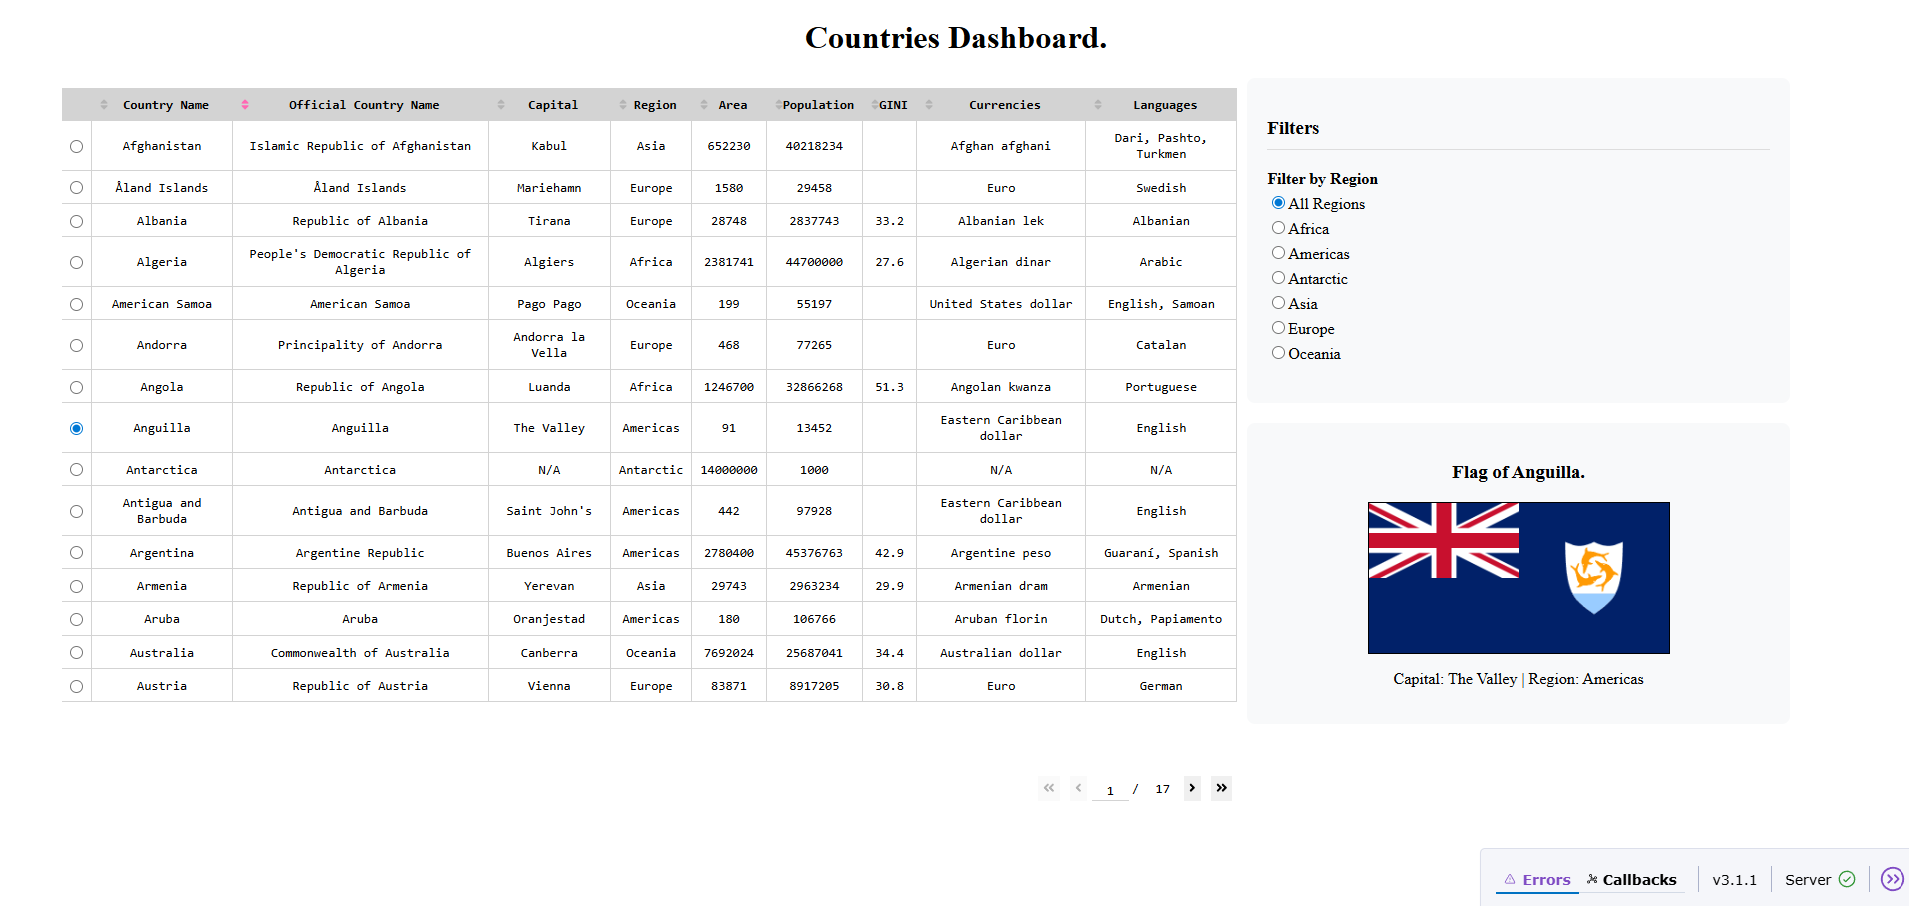 Countries Dashboard.
Country Name Official Country Name Capital Region Area Population GINI Currencies Languages
Afghanistan Islamic Republic of Afghanistan Kabul Asia 652230 40218234 Afghan afghani Dari, Pashto, Turkmen
Åland Islands Åland Islands Mariehamn Europe 1580 29458 Euro Swedish
Albania Republic of Albania Tirana Europe 28748 2837743 33.2 Albanian lek Albanian
Algeria People's Democratic Republic of Algeria Algiers Africa 2381741 44700000 27.6 Algerian dinar Arabic
American Samoa American Samoa Pago Pago Oceania 199 55197 United States dollar English, Samoan
Andorra Principality of Andorra Andorra la Vella Europe 468 77265 Euro Catalan
Angola Republic of Angola Luanda Africa 1246700 32866268 51.3 Angolan kwanza Portuguese
Anguilla Anguilla The Valley Americas 91 13452 Eastern Caribbean dollar English
Antarctica Antarctica N/A Antarctic 14000000 1000 N/A N/A
Antigua and Barbuda Antigua and Barbuda Saint John's Americas 442 97928 Eastern Caribbean dollar English
Argentina Argentine Republic Buenos Aires Americas 2780400 45376763 42.9 Argentine peso Guaraní, Spanish
Armenia Republic of Armenia Yerevan Asia 29743 2963234 29.9 Armenian dram Armenian
Aruba Aruba Oranjestad Americas 180 106766 Aruban florin Dutch, Papiamento
Australia Commonwealth of Australia Canberra Oceania 7692024 25687041 34.4 Australian dollar English
Austria Republic of Austria Vienna Europe 83871 8917205 30.8 Euro German
1 / 17
Filters
Filter by Region
All Regions
Africa
Americas
Antarctic
Asia
Europe
Oceania
Flag of Anguilla.
Capital: The Valley | Region: Americas
Errors Callbacks v3.1.1 Server